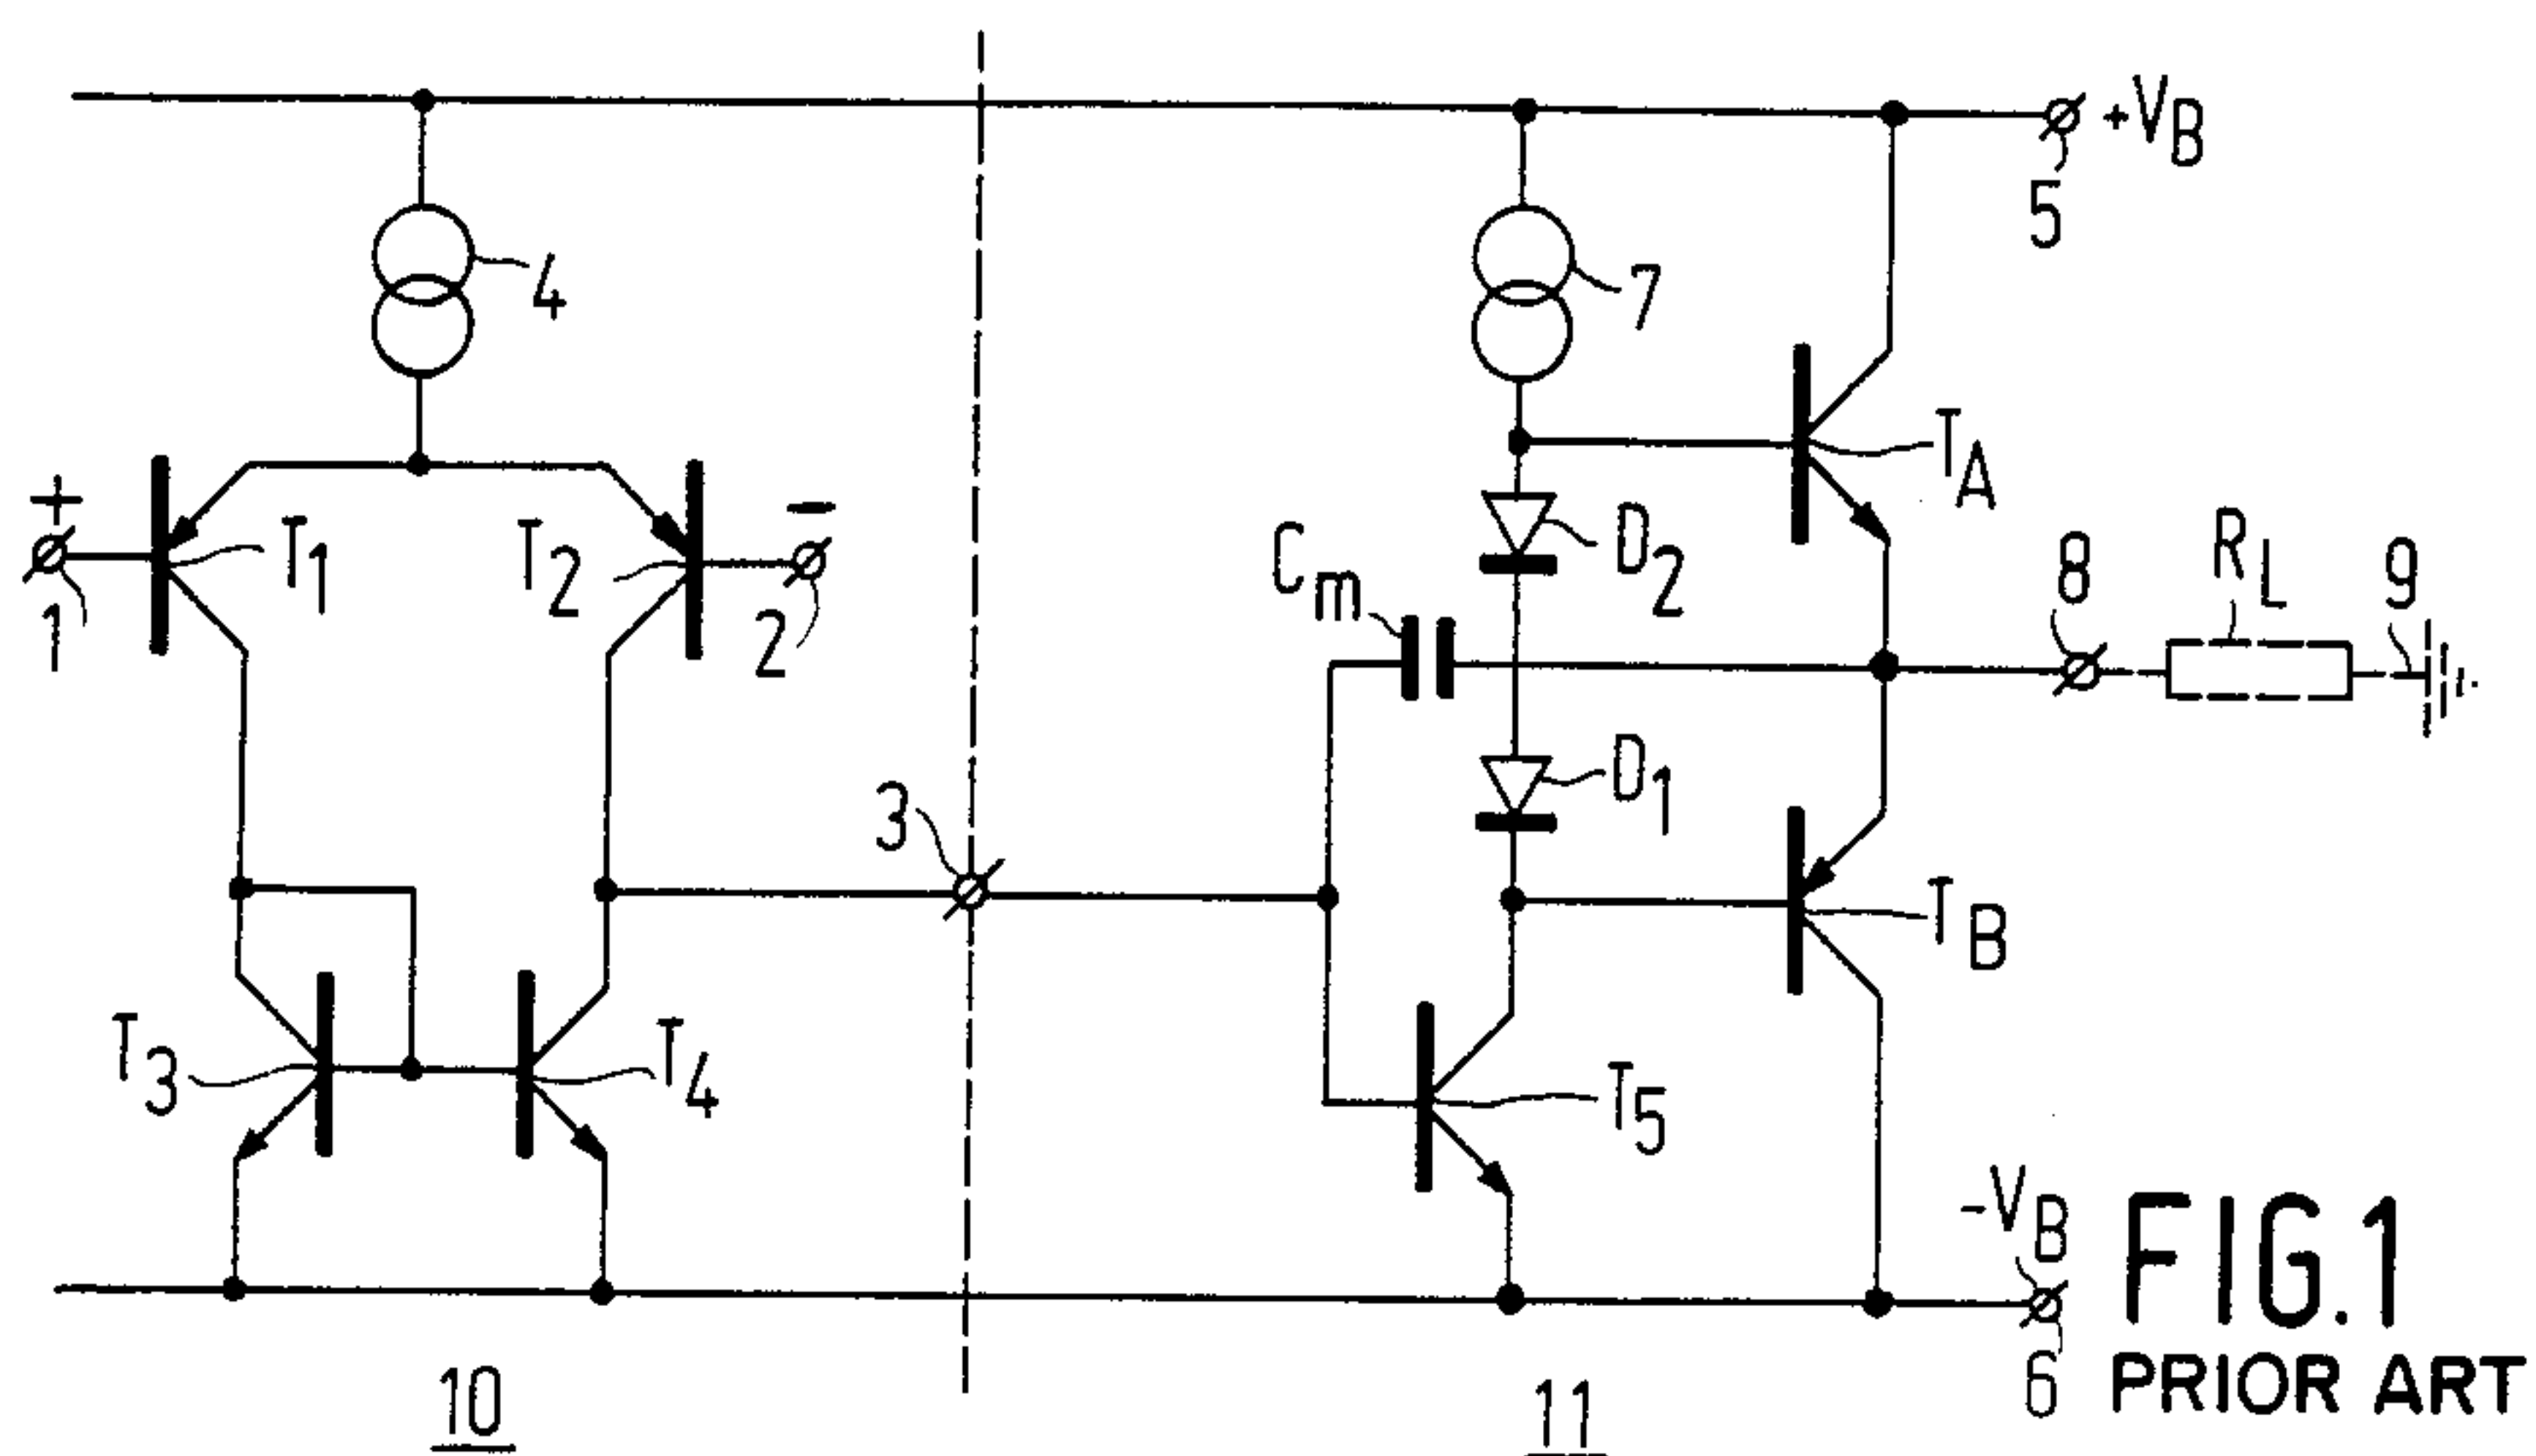 +VB
5
4
7
TA
+
T1
T2
-
1
2
Cm
D2
8
RL
9
D1
3
TB
T3
T4
T5
-VB
6
FIG.1
PRIOR ART
10
11